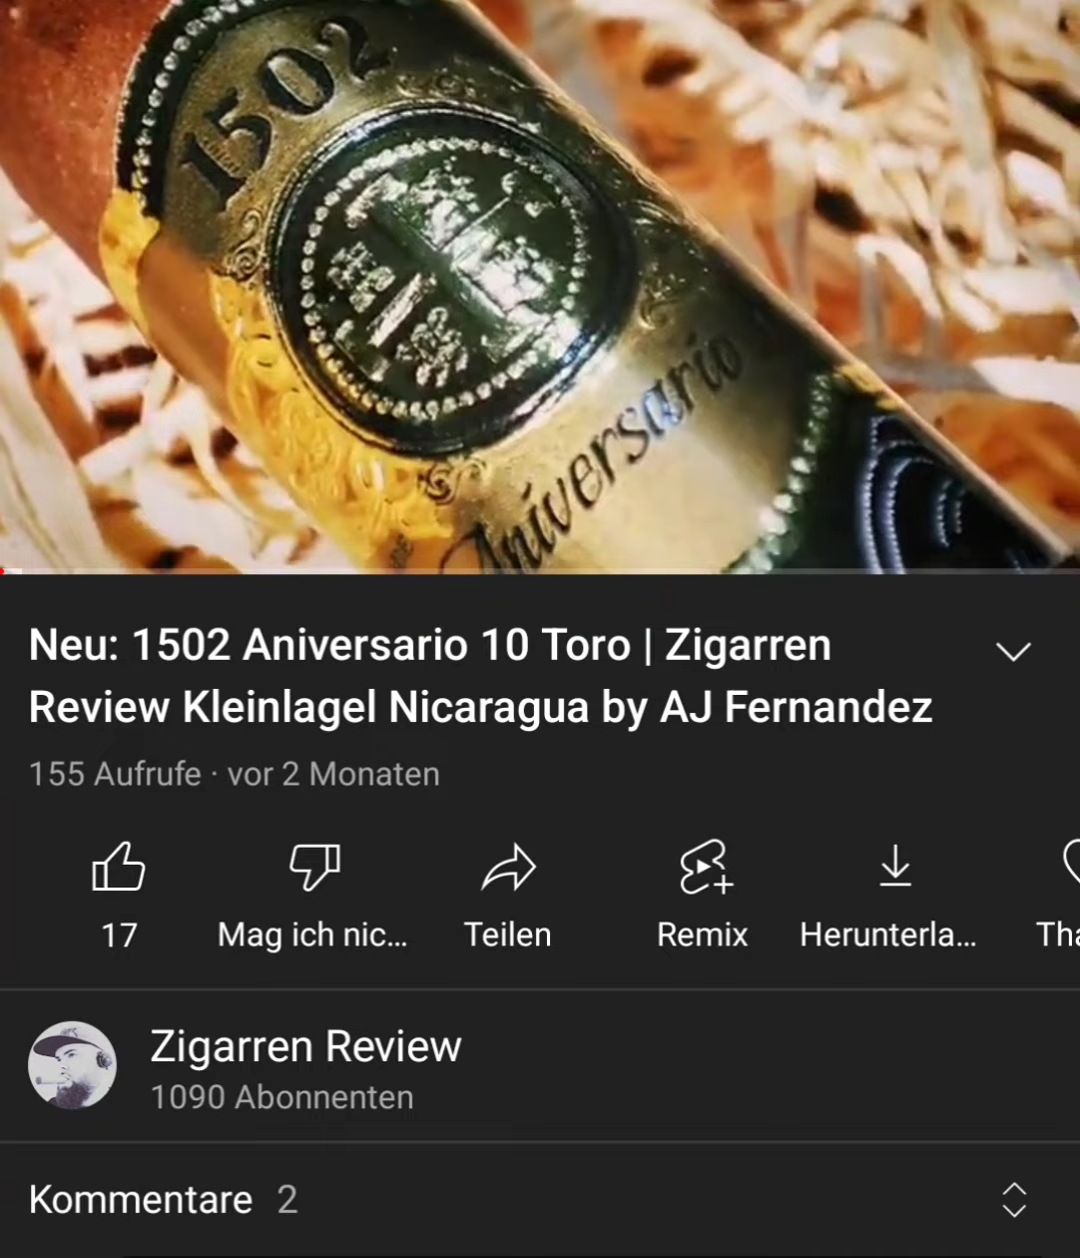 1502
Aniversario
Neu: 1502 Aniversario 10 Toro | Zigarren
Review Kleinlagel Nicaragua by AJ Fernandez
155 Aufrufe · vor 2 Monaten
17
Mag ich nic...
Teilen
Remix
Herunterla...
Tha
Zigarren Review
1090 Abonnenten
Kommentare 2